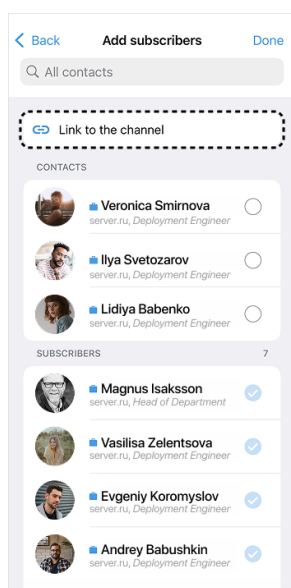 Back Add subscribers Done
All contacts
Link to the channel
CONTACTS
Veronica Smirnova
server.ru, Deployment Engineer
Ilya Svetozarov
server.ru, Deployment Engineer
Lidiya Babenko
server.ru, Deployment Engineer
SUBSCRIBERS 7
Magnus Isaksson
server.ru, Head of Department
Vasilisa Zelentsova
server.ru, Deployment Engineer
Evgeniy Koromyslov
server.ru, Deployment Engineer
Andrey Babushkin
server.ru, Deployment Engineer